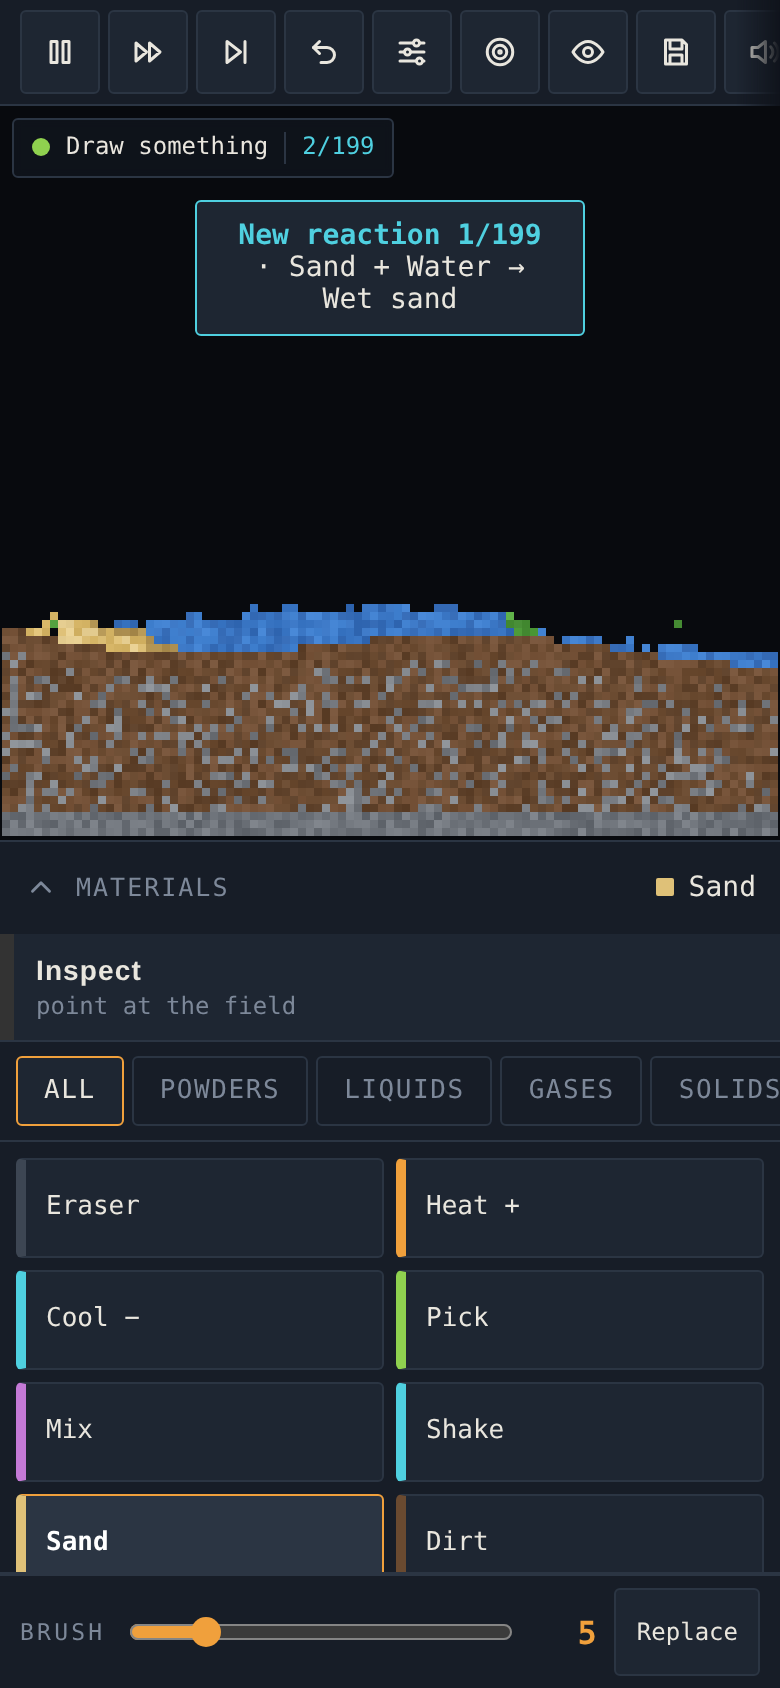 Draw something 2/199
New reaction 1/199
· Sand + Water →
Wet sand
MATERIALS
Sand
Inspect
point at the field
ALL
POWDERS
LIQUIDS
GASES
SOLIDS
Eraser
Heat +
Cool −
Pick
Mix
Shake
Sand
Dirt
BRUSH
5
Replace